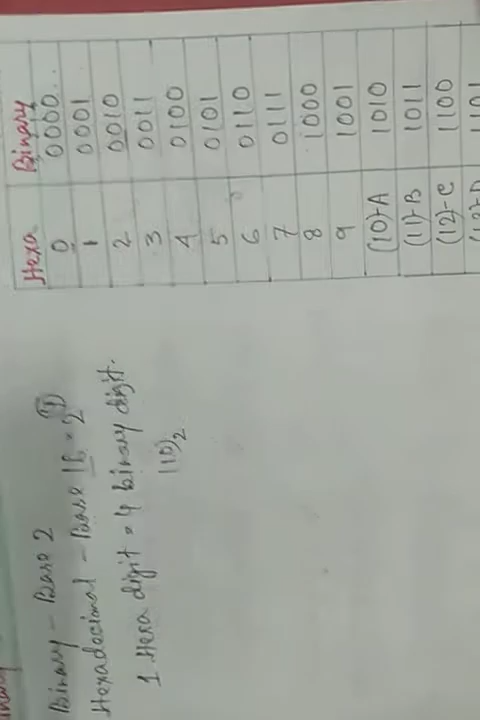 Binary - Base 2
Hexadecimal - Base 16 = 2^4
1 Hexa digit = 4 binary digit.
(10)2
Hexa Binary
0 0000..
1 0001
2 0010
3 0011
4 0100
5 0101
6 0110
7 0111
8 1000
9 1001
(10)-A 1010
(11)-B 1011
(12)-C 1100
1101